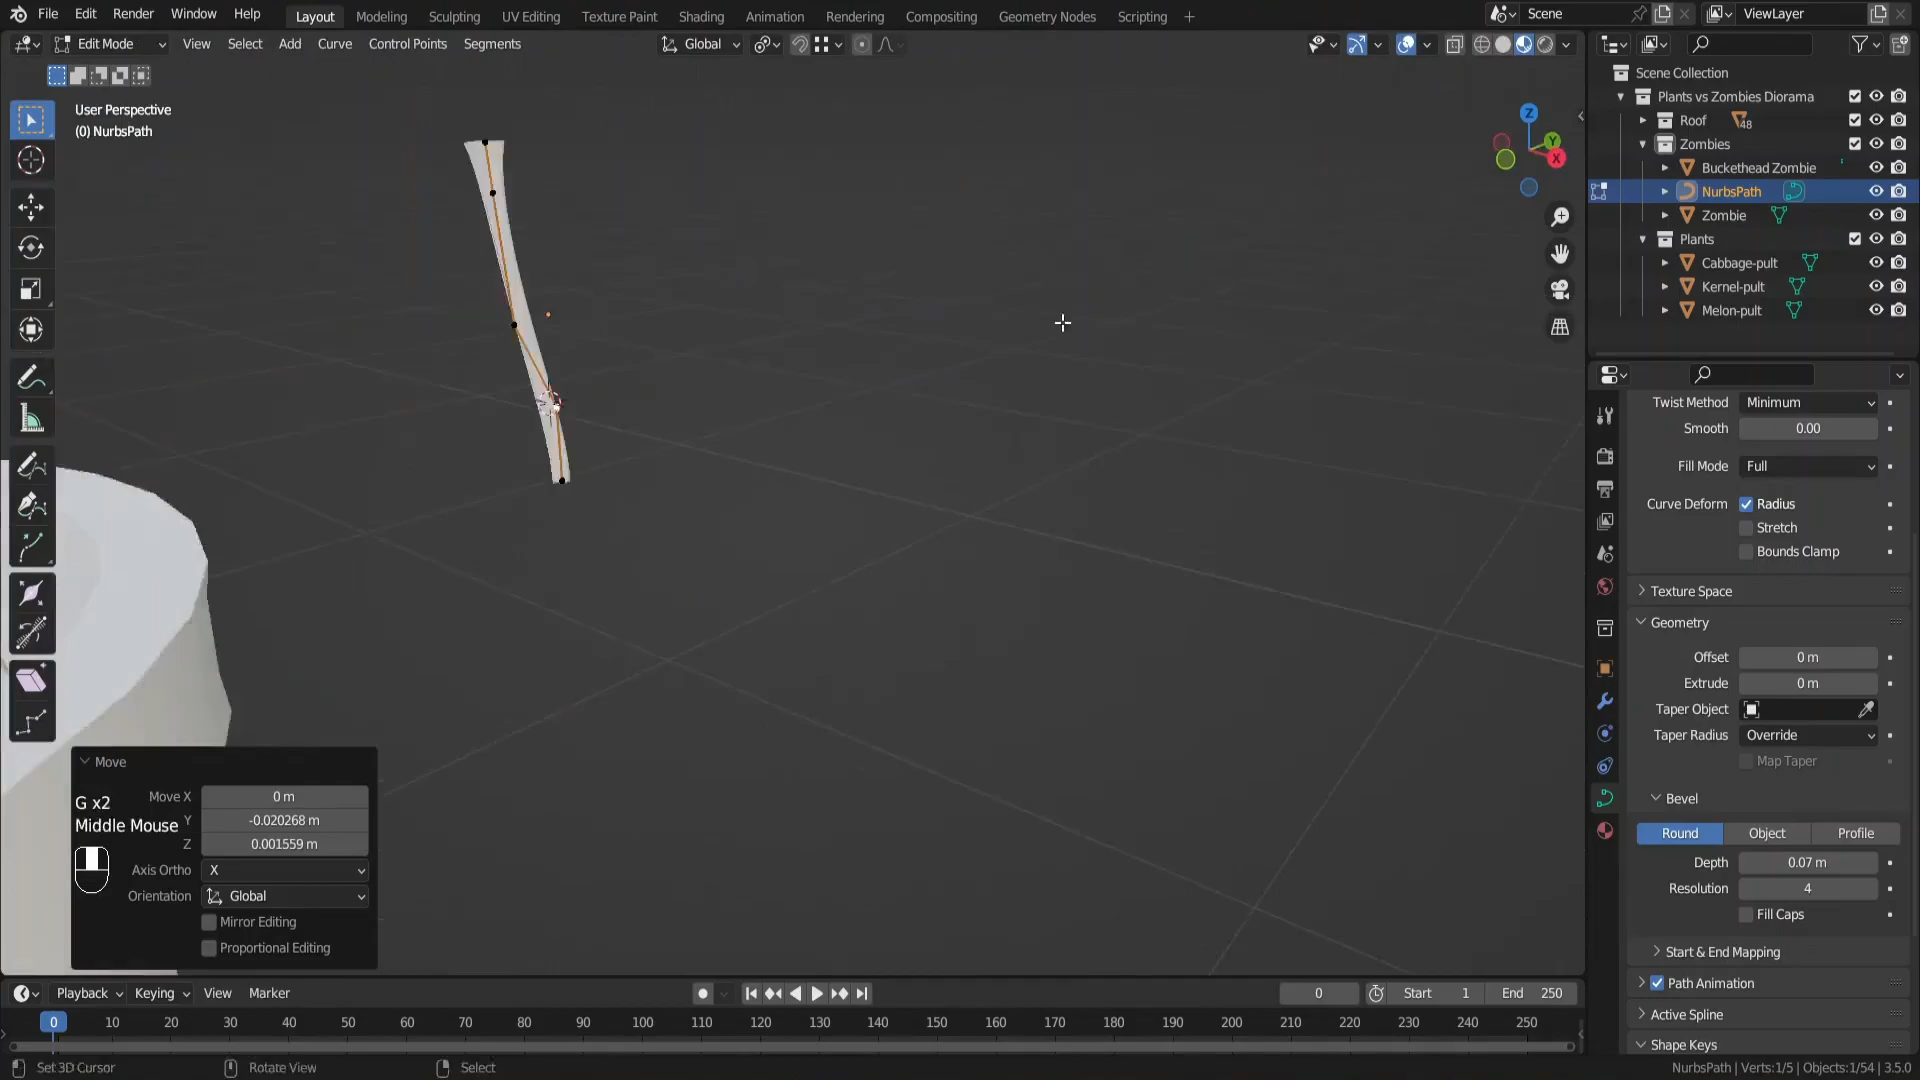 File Edit Render Window Help Layout Modeling Sculpting UV Editing Texture Paint Shading Animation Rendering Compositing Geometry Nodes Scripting + Scene ViewLayer
Edit Mode View Select Add Curve Control Points Segments Global
User Perspective
(0) NurbsPath
Z
Y
X
Scene Collection
Plants vs Zombies Diorama
Roof 48
Zombies
Buckethead Zombie
NurbsPath
Zombie
Plants
Cabbage-pult
Kernel-pult
Melon-pult
Twist Method Minimum
Smooth 0.00
Fill Mode Full
Curve Deform Radius
Stretch
Bounds Clamp
Texture Space
Geometry
Offset 0 m
Extrude 0 m
Taper Object
Taper Radius Override
Map Taper
Bevel
Round Object Profile
Depth 0.07 m
Resolution 4
Fill Caps
Start & End Mapping
Path Animation
Active Spline
Shape Keys
Move
G x2
Middle Mouse
Move X 0 m
Y -0.020268 m
Z 0.001559 m
Axis Ortho X
Orientation Global
Mirror Editing
Proportional Editing
Playback Keying View Marker 0 Start 1 End 250
0 10 20 30 40 50 60 70 80 90 100 110 120 130 140 150 160 170 180 190 200 210 220 230 240 250
Set 3D Cursor Rotate View Select NurbsPath | Verts:1/5 | Objects:1/54 | 3.5.0